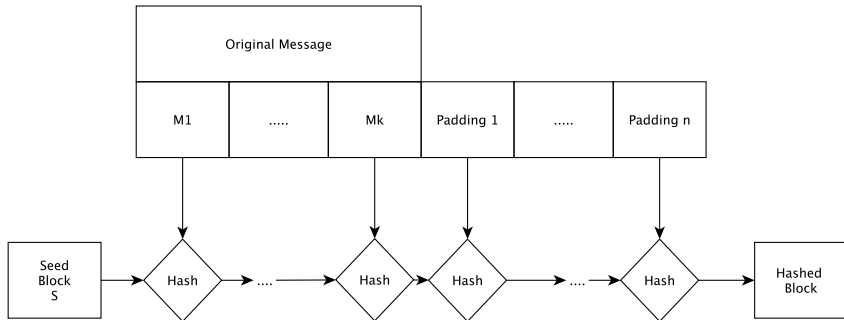 Original Message
M1
.....
Mk
Padding 1
.....
Padding n
Seed
Block
S
Hash
....
Hash
Hash
....
Hash
Hashed
Block